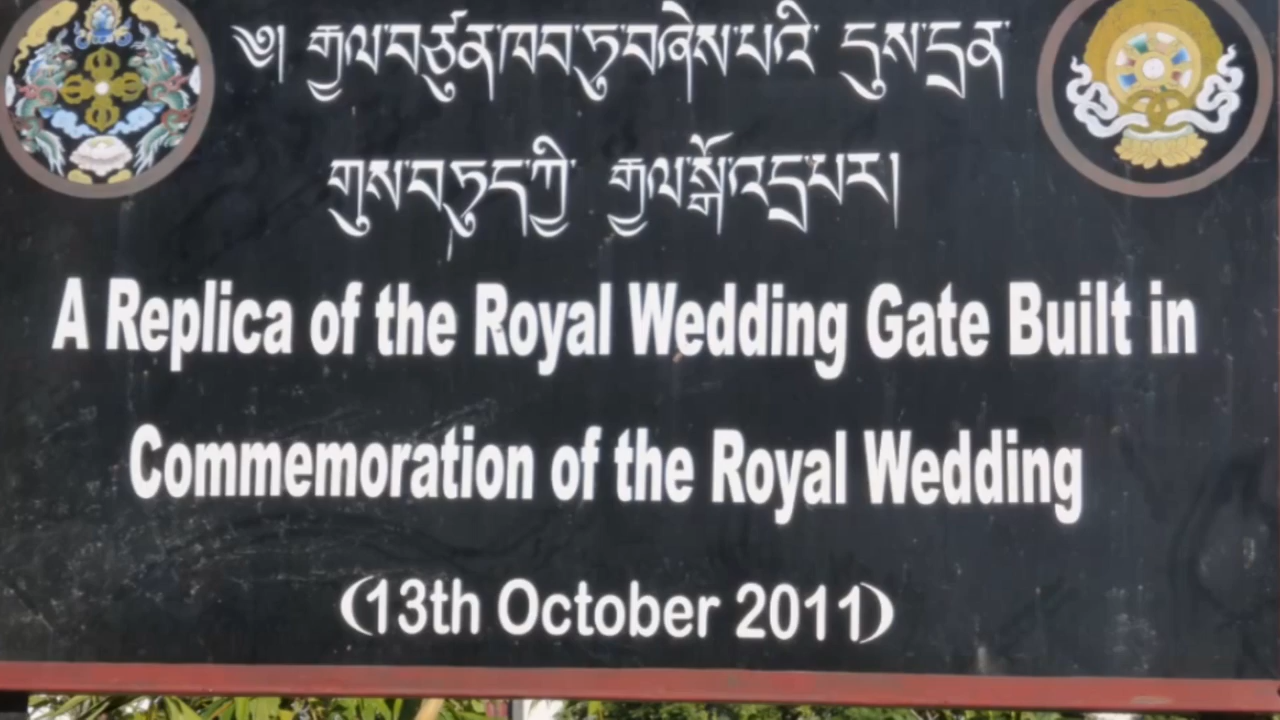 ༄། རྒྱལ་བཙུན་ཁབ་ཏུ་བཞེས་པའི་ དུས་དྲན་
གུས་བཏུད་ཀྱི་ རྒྱལ་སྒོ་འདྲ་པར།
A Replica of the Royal Wedding Gate Built in
Commemoration of the Royal Wedding
(13th October 2011)